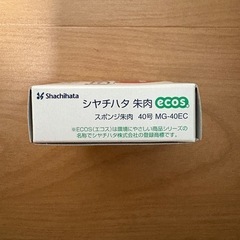 Shachihata
シヤチハタ 朱肉 ecos
スポンジ朱肉 40号 MG-40EC
※ECOS(エコス)は環境にやさしい商品シリーズの
名称でシヤチハタ株式会社の登録商標です。